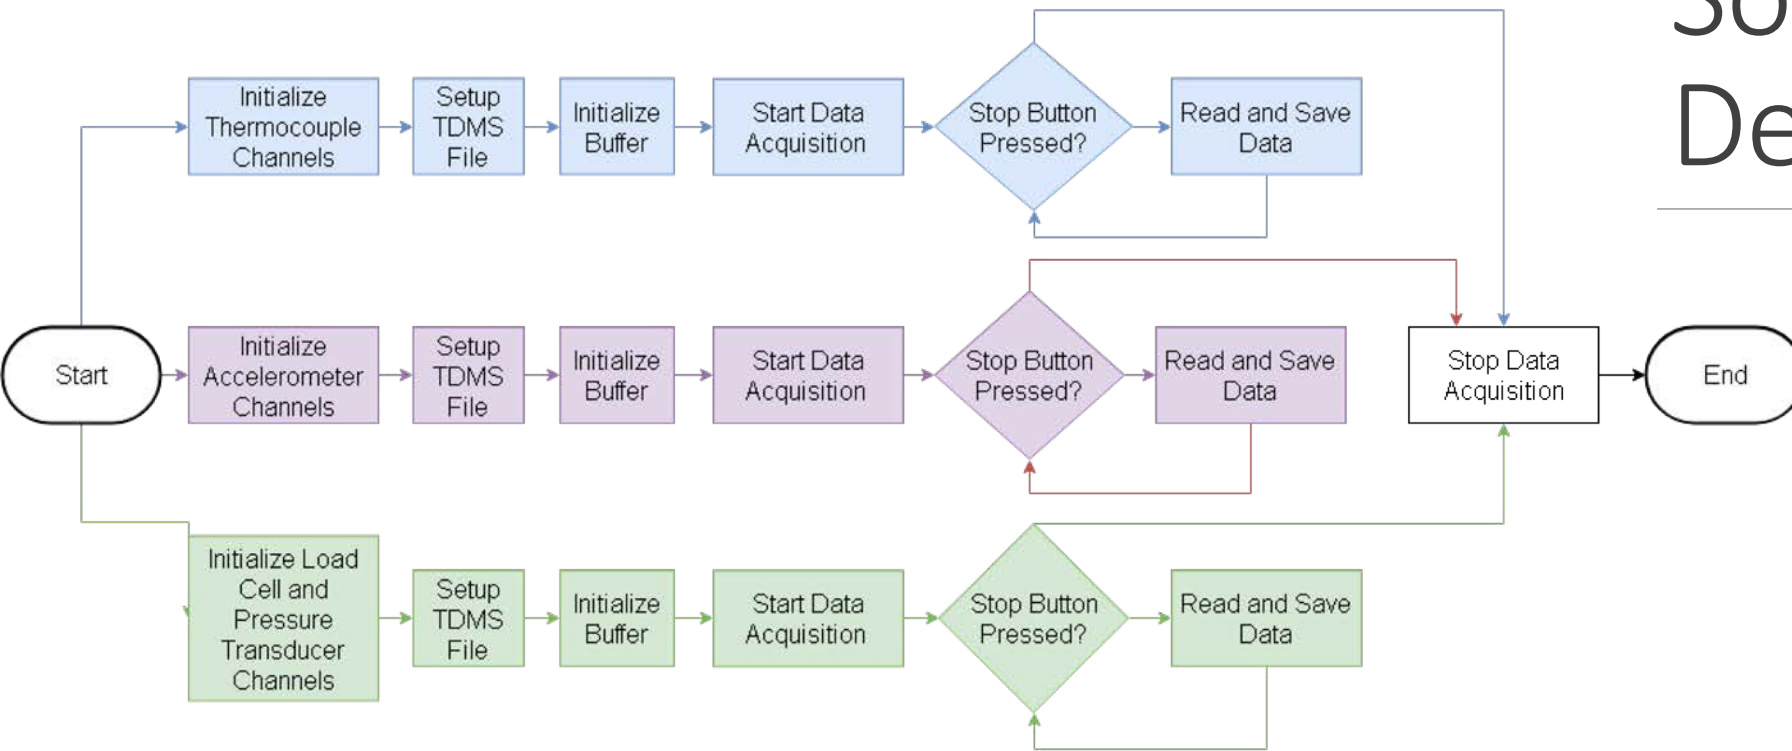 Initialize
Thermocouple
Channels
Setup
TDMS
File
Initialize
Buffer
Start Data
Acquisition
Stop Button
Pressed?
Read and Save
Data
Start
Initialize
Accelerometer
Channels
Setup
TDMS
File
Initialize
Buffer
Start Data
Acquisition
Stop Button
Pressed?
Read and Save
Data
Stop Data
Acquisition
End
Initialize Load
Cell and
Pressure
Transducer
Channels
Setup
TDMS
File
Initialize
Buffer
Start Data
Acquisition
Stop Button
Pressed?
Read and Save
Data